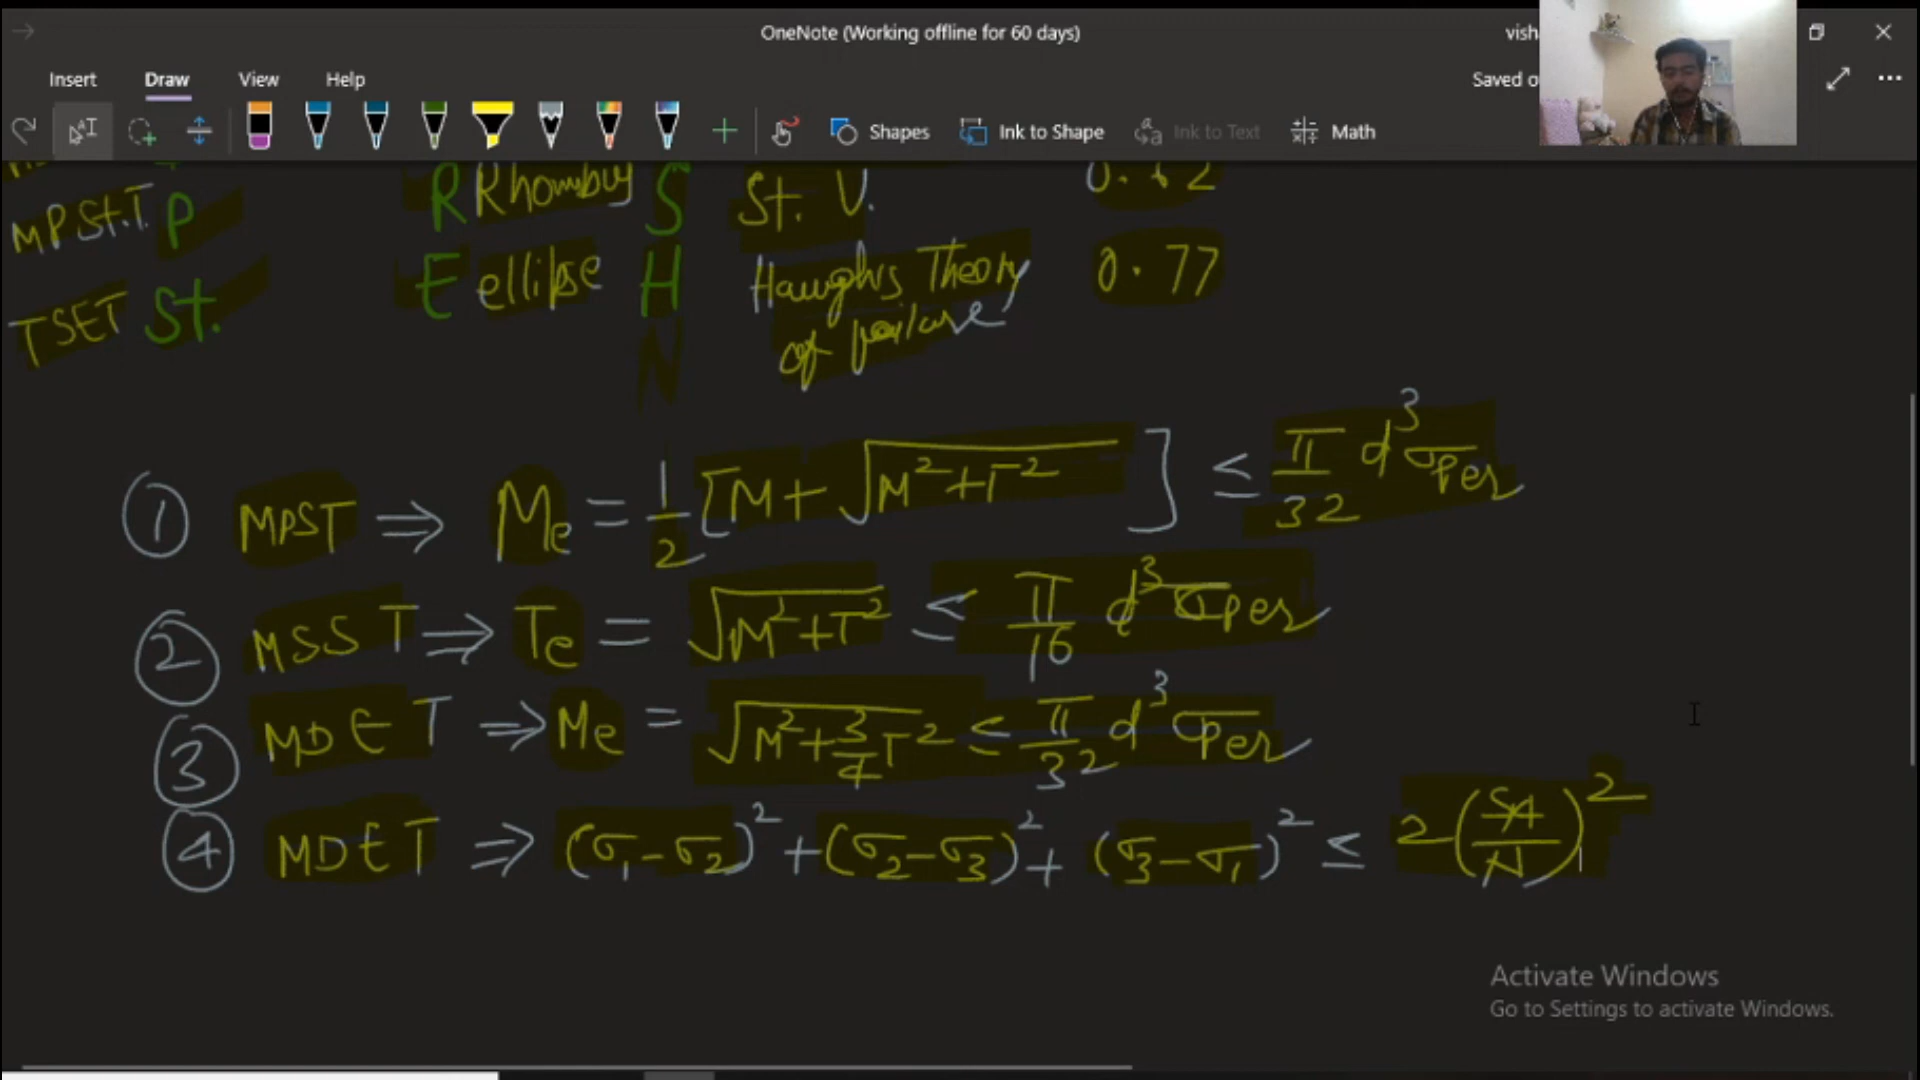 OneNote (Working offline for 60 days)
vish
Insert Draw View Help
Saved o
Shapes Ink to Shape Ink to Text Math
MPSt.T P R Rhombus S St. V.
TSET St. E ellipse H Haughs Theory of failure 0.77
N
① MPST ⇒ Me = 1/2 [M + √M²+T²] ≤ π/32 d³ σper
② MSST ⇒ Te = √M²+T² ≤ π/16 d³ σper
③ MDET ⇒ Me = √M²+3/4T² ≤ π/32 d³ σper
④ MDET ⇒ (σ₁-σ₂)² + (σ₂-σ₃)² + (σ₃-σ₁)² ≤ 2(Syt/N)²
Activate Windows
Go to Settings to activate Windows.